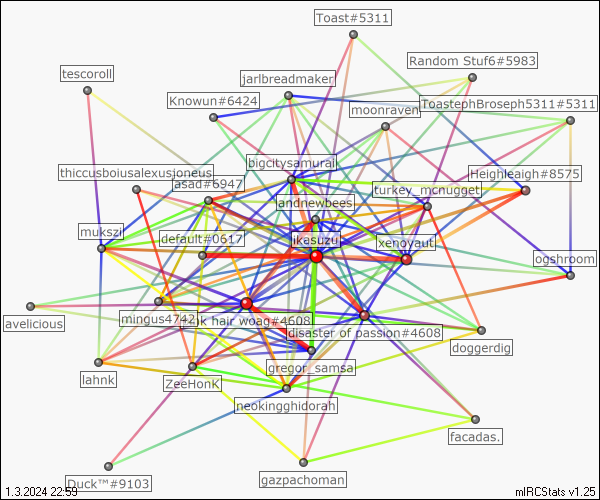 Toast#5311
Random Stuf6#5983
tescoroll
jarlbreadmaker
Knowun#6424
ToastephBroseph5311#5311
moonraven
bigcitysamurai
thiccusboiusalexusjoneus
Heighleaigh#8575
asad#6947
turkey_mcnugget
andnewbees
mukszi
default#0617
ikasuzu
xenovaut
ogshroom
avelicious
mingus4742
pink hair woag#4608
disaster of passion#4608
doggerdig
gregor_samsa
lahnk
ZeeHonK
neokingghidorah
facadas.
Duck™#9103
gazpachoman
1.3.2024 22:59
mIRCStats v1.25